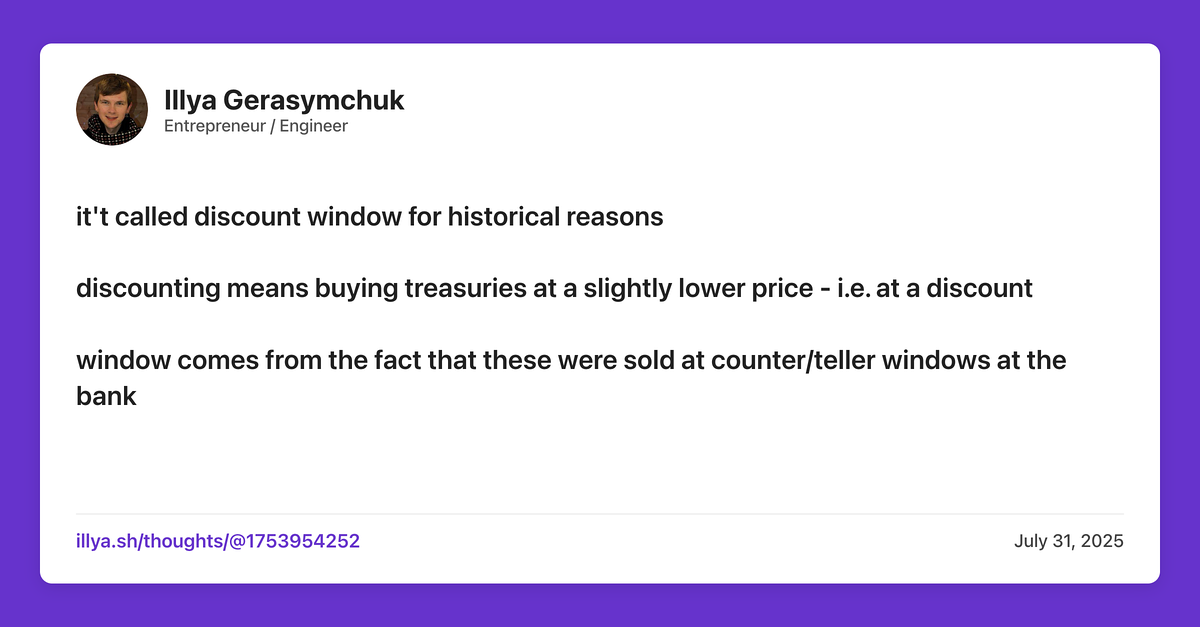 Illya Gerasymchuk
Entrepreneur / Engineer
it't called discount window for historical reasons
discounting means buying treasuries at a slightly lower price - i.e. at a discount
window comes from the fact that these were sold at counter/teller windows at the
bank
illya.sh/thoughts/@1753954252
July 31, 2025